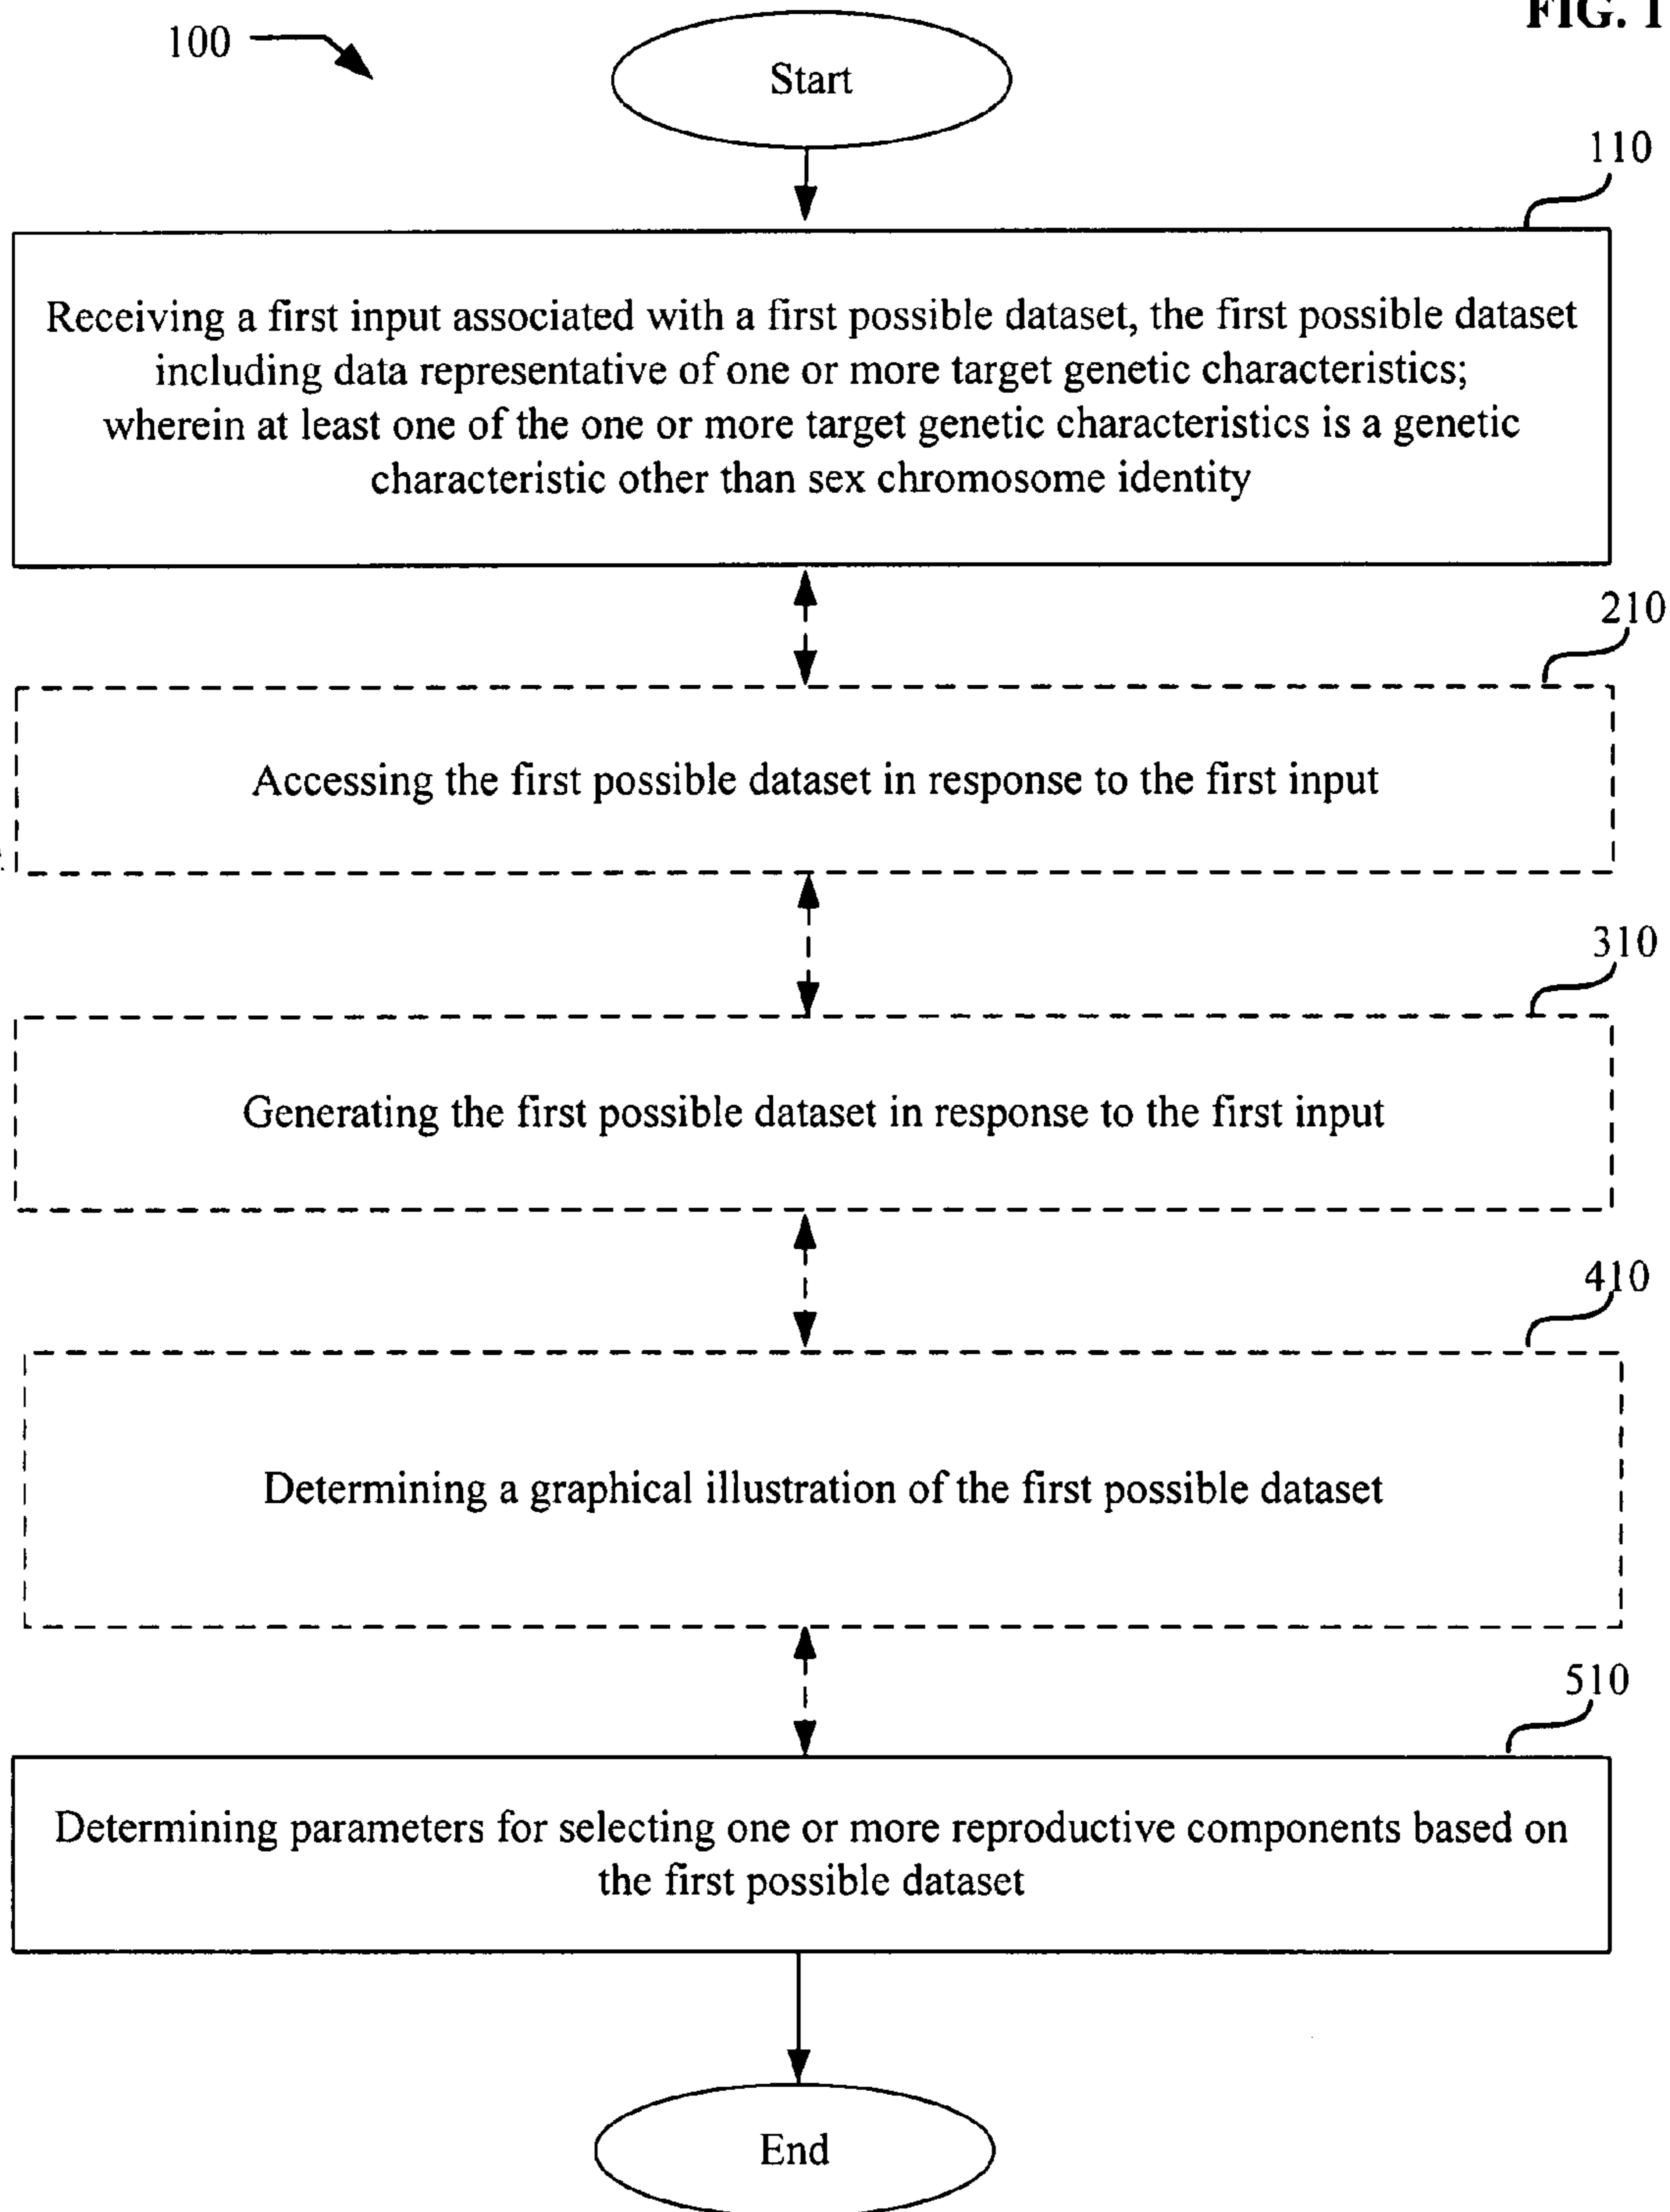 FIG. 1
100
Start
110
Receiving a first input associated with a first possible dataset, the first possible dataset
including data representative of one or more target genetic characteristics;
wherein at least one of the one or more target genetic characteristics is a genetic
characteristic other than sex chromosome identity
210
Accessing the first possible dataset in response to the first input
310
Generating the first possible dataset in response to the first input
410
Determining a graphical illustration of the first possible dataset
510
Determining parameters for selecting one or more reproductive components based on
the first possible dataset
End